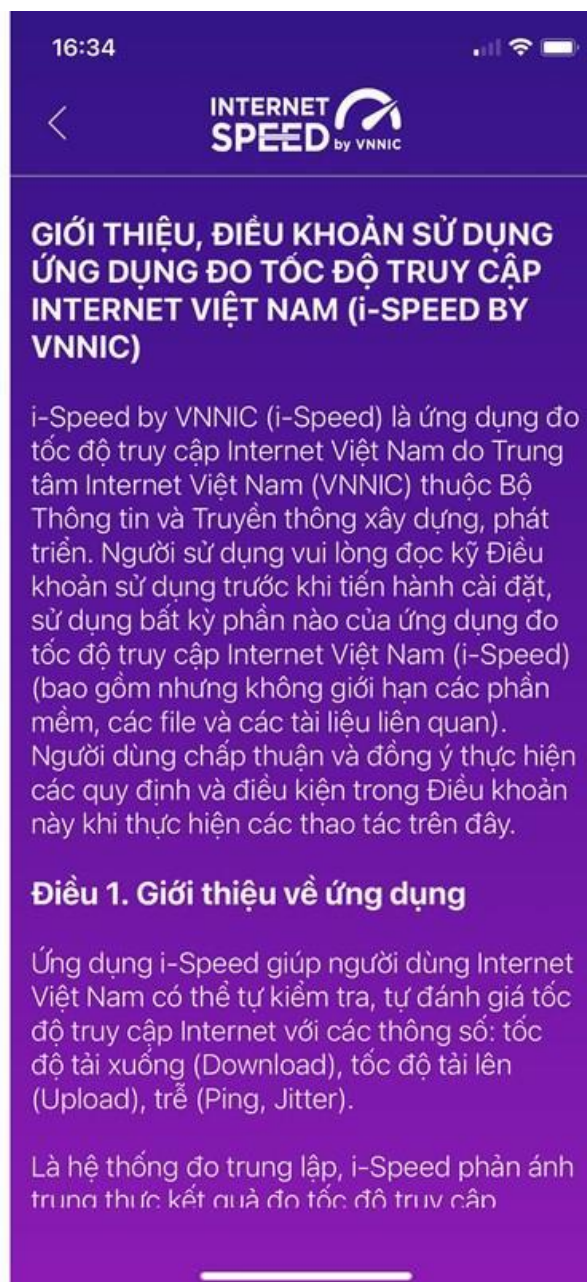 16:34
INTERNET
SPEED by VNNIC
GIỚI THIỆU, ĐIỀU KHOẢN SỬ DỤNG
ỨNG DỤNG ĐO TỐC ĐỘ TRUY CẬP
INTERNET VIỆT NAM (i-SPEED BY
VNNIC)
i-Speed by VNNIC (i-Speed) là ứng dụng đo
tốc độ truy cập Internet Việt Nam do Trung
tâm Internet Việt Nam (VNNIC) thuộc Bộ
Thông tin và Truyền thông xây dựng, phát
triển. Người sử dụng vui lòng đọc kỹ Điều
khoản sử dụng trước khi tiến hành cài đặt,
sử dụng bất kỳ phần nào của ứng dụng đo
tốc độ truy cập Internet Việt Nam (i-Speed)
(bao gồm nhưng không giới hạn các phần
mềm, các file và các tài liệu liên quan).
Người dùng chấp thuận và đồng ý thực hiện
các quy định và điều kiện trong Điều khoản
này khi thực hiện các thao tác trên đây.
Điều 1. Giới thiệu về ứng dụng
Ứng dụng i-Speed giúp người dùng Internet
Việt Nam có thể tự kiểm tra, tự đánh giá tốc
độ truy cập Internet với các thông số: tốc
độ tải xuống (Download), tốc độ tải lên
(Upload), trễ (Ping, Jitter).
Là hệ thống đo trung lập, i-Speed phản ánh
trung thực kết quả đo tốc độ truy cập